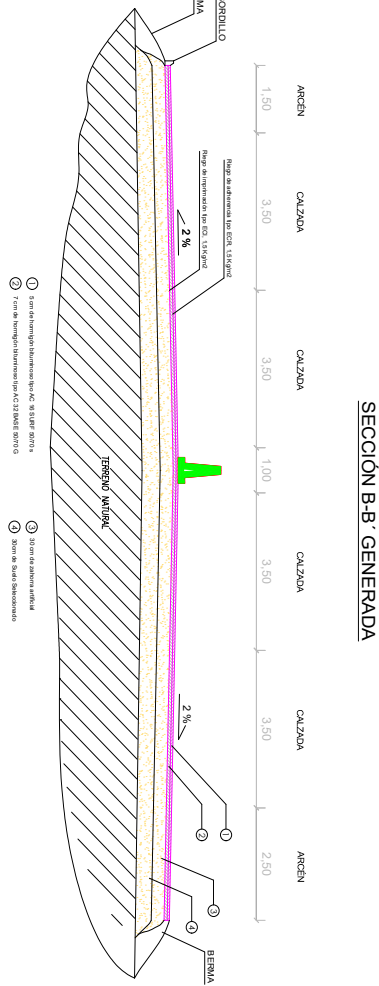 SECCIÓN B-B´ GENERADA
ARCÉN
CALZADA
CALZADA
CALZADA
CALZADA
ARCÉN
1,50
3,50
3,50
1,00
3,50
3,50
2,50
BORDILLO
Riego de adherencia tipo ECR, 1,5 Kg/m2
Riego de imprimación tipo ECI, 1,5 Kg/m2
2 %
2 %
1
2
3
4
BERMA
TERRENO NATURAL
1 5 cm de hormigón bituminoso tipo AC 16 SURF 50/70 s
2 7 cm de hormigón bituminoso tipo AC 32 BASE 50/70 G
3 30 cm de zahorra artificial
4 30 cm de Suelo Seleccionado